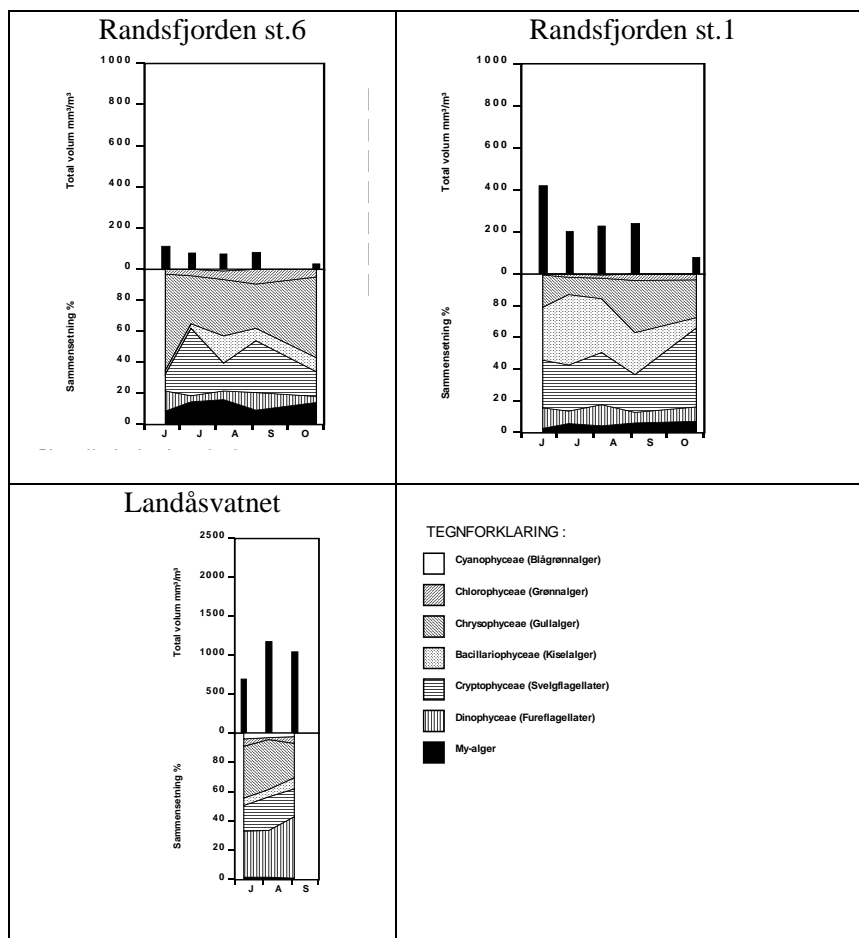 Randsfjorden st.6
1000
800
600
400
200
0
Total volum mm³/m³
80
60
40
20
0
Sammensetning %
J J A S O
Randsfjorden st.1
1000
800
600
400
200
0
Total volum mm³/m³
80
60
40
20
0
Sammensetning %
J J A S O
Landåsvatnet
2500
2000
1500
1000
500
0
Total volum mm³/m³
80
60
40
20
0
Sammensetning %
J A S
TEGNFORKLARING :
Cyanophyceae (Blågrønnalger)
Chlorophyceae (Grønnalger)
Chrysophyceae (Gullalger)
Bacillariophyceae (Kiselalger)
Cryptophyceae (Svelgflagellater)
Dinophyceae (Fureflagellater)
My-alger